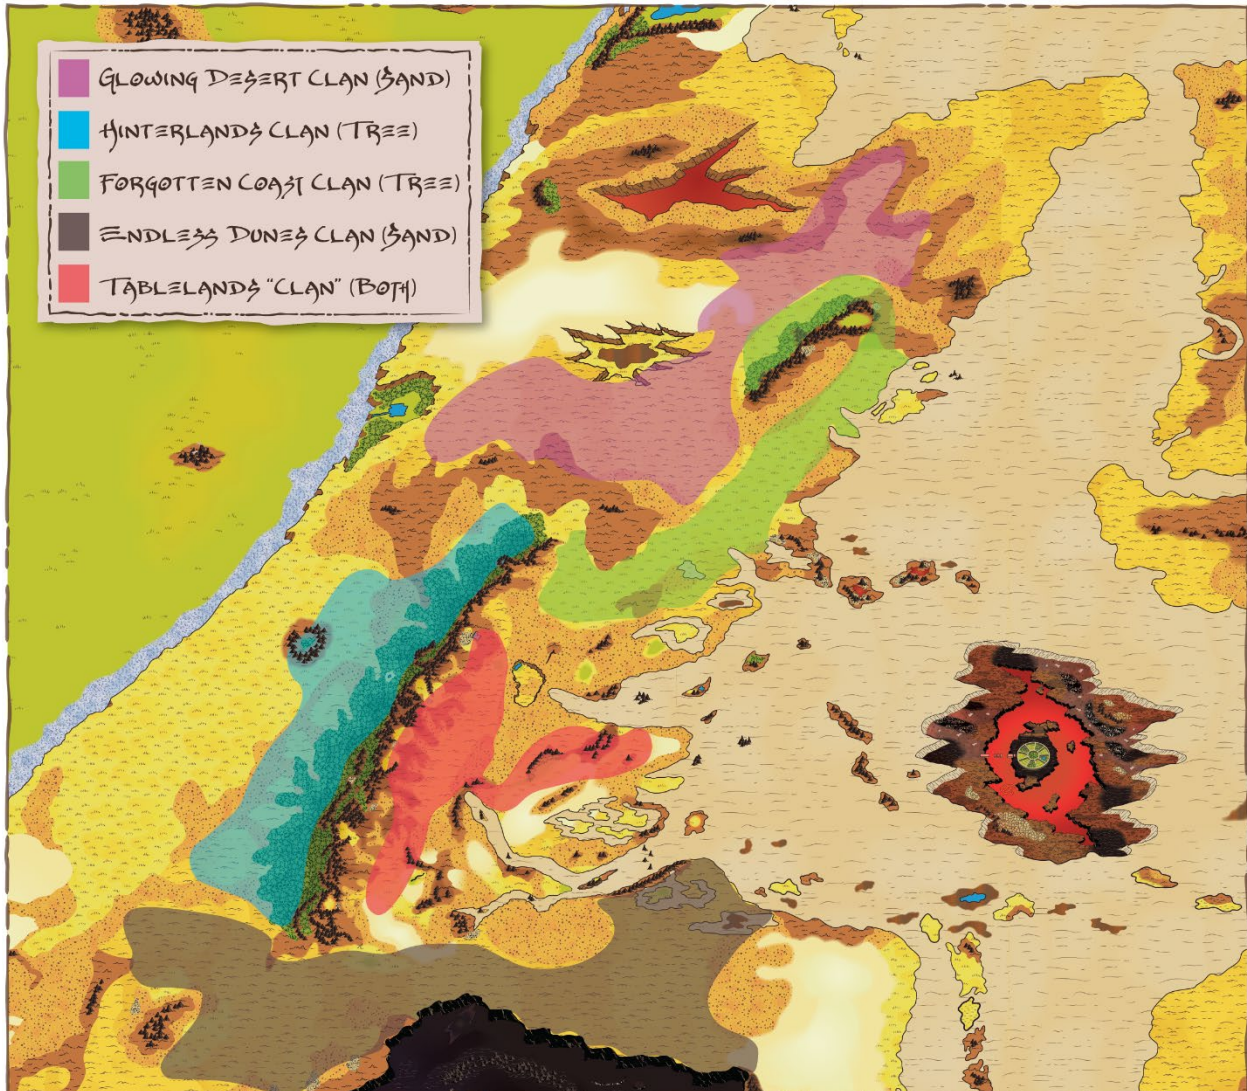 Glowing Desert Clan (Sand)
Hinterlands Clan (Tree)
Forgotten Coast Clan (Tree)
Endless Dunes Clan (Sand)
Tablelands "Clan" (Both)